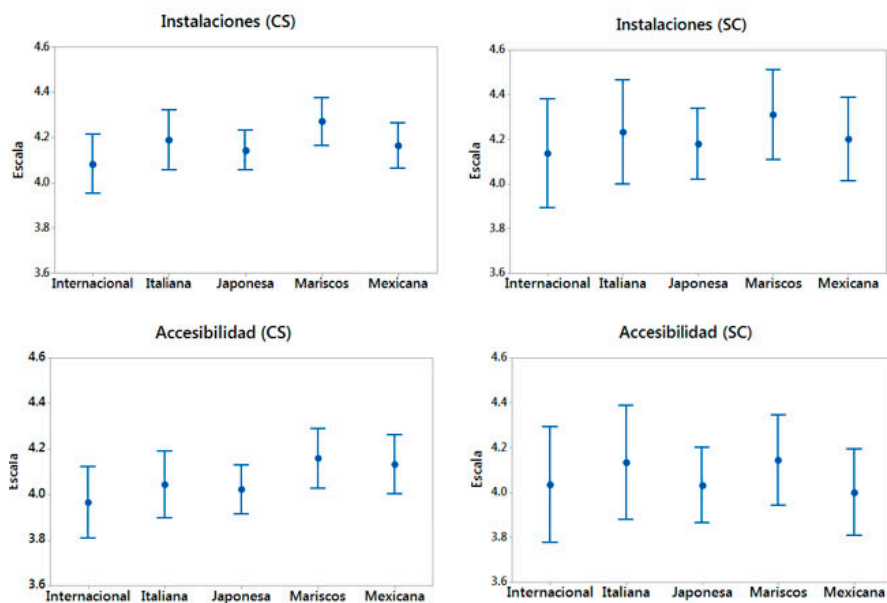 Instalaciones (CS)
4.6
4.4
4.2
4.0
3.8
3.6
Escala
Internacional Italiana Japonesa Mariscos Mexicana
Instalaciones (SC)
4.6
4.4
4.2
4.0
3.8
3.6
Escala
Internacional Italiana Japonesa Mariscos Mexicana
Accesibilidad (CS)
4.6
4.4
4.2
4.0
3.8
3.6
Escala
Internacional Italiana Japonesa Mariscos Mexicana
Accesibilidad (SC)
4.6
4.4
4.2
4.0
3.8
3.6
Escala
Internacional Italiana Japonesa Mariscos Mexicana